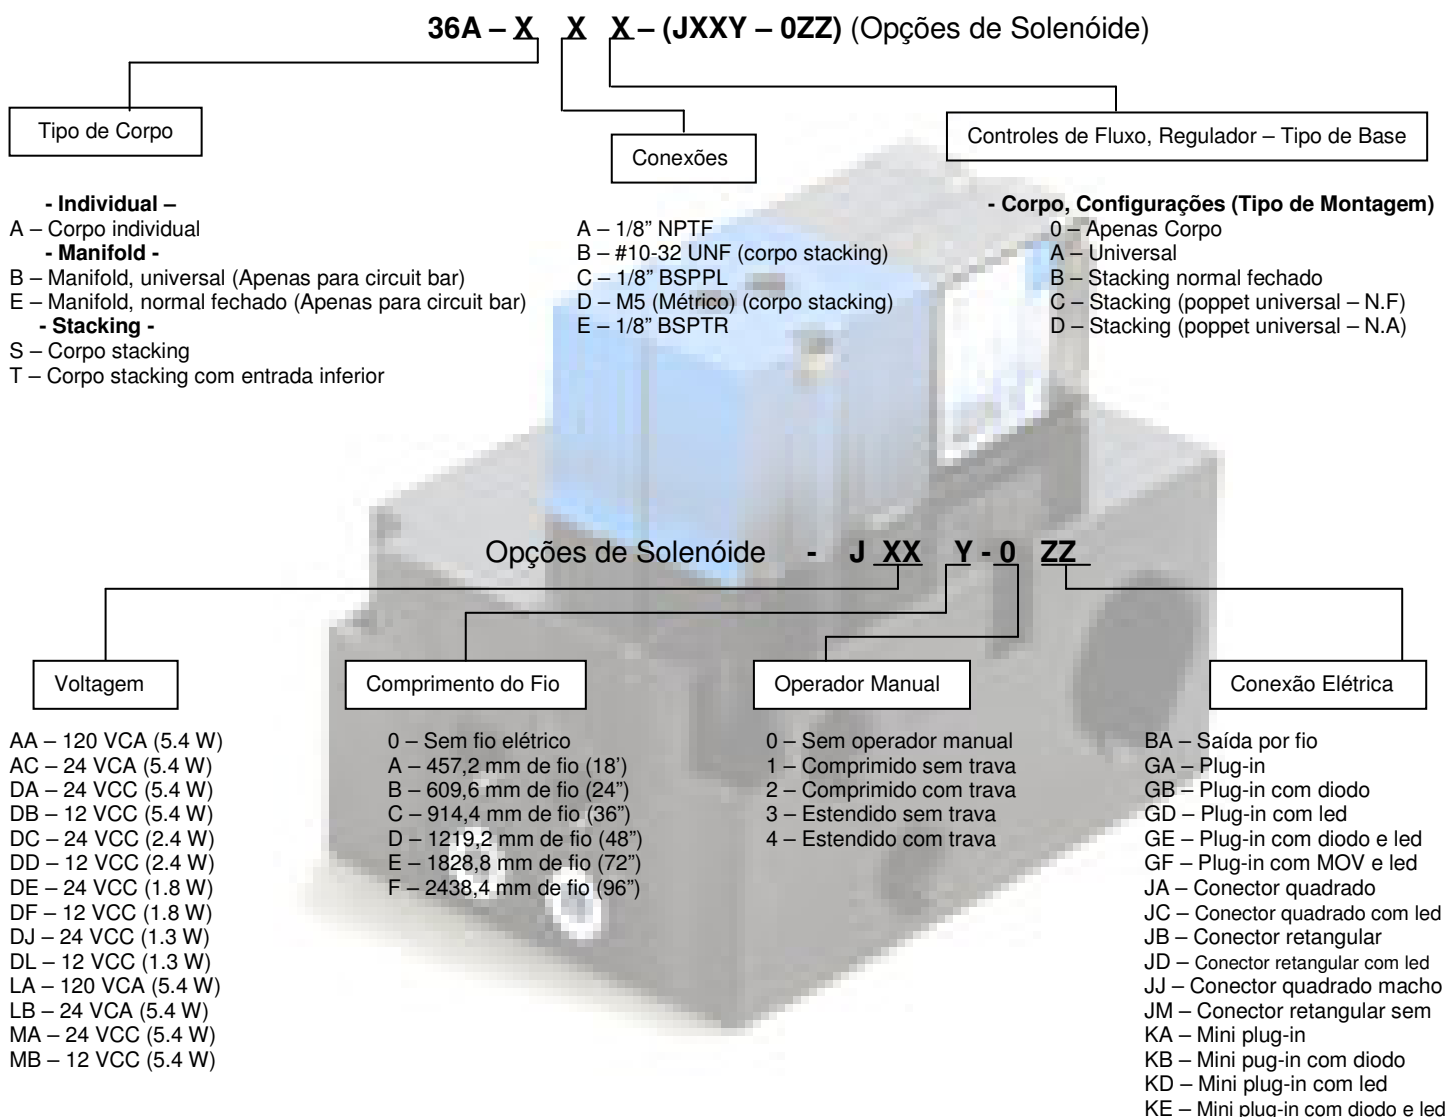 36A – X X X – (JXXY – 0ZZ) (Opções de Solenóide)
Tipo de Corpo
Conexões
Controles de Fluxo, Regulador – Tipo de Base
- Individual –
A – Corpo individual
- Manifold -
B – Manifold, universal (Apenas para circuit bar)
E – Manifold, normal fechado (Apenas para circuit bar)
- Stacking -
S – Corpo stacking
T – Corpo stacking com entrada inferior
A – 1/8” NPTF
B – #10-32 UNF (corpo stacking)
C – 1/8” BSPPL
D – M5 (Métrico) (corpo stacking)
E – 1/8” BSPTR
- Corpo, Configurações (Tipo de Montagem)
0 – Apenas Corpo
A – Universal
B – Stacking normal fechado
C – Stacking (poppet universal – N.F)
D – Stacking (poppet universal – N.A)
Opções de Solenóide - J XX Y - 0 ZZ
Voltagem
Comprimento do Fio
Operador Manual
Conexão Elétrica
AA – 120 VCA (5.4 W)
AC – 24 VCA (5.4 W)
DA – 24 VCC (5.4 W)
DB – 12 VCC (5.4 W)
DC – 24 VCC (2.4 W)
DD – 12 VCC (2.4 W)
DE – 24 VCC (1.8 W)
DF – 12 VCC (1.8 W)
DJ – 24 VCC (1.3 W)
DL – 12 VCC (1.3 W)
LA – 120 VCA (5.4 W)
LB – 24 VCA (5.4 W)
MA – 24 VCC (5.4 W)
MB – 12 VCC (5.4 W)
0 – Sem fio elétrico
A – 457,2 mm de fio (18’)
B – 609,6 mm de fio (24”)
C – 914,4 mm de fio (36”)
D – 1219,2 mm de fio (48”)
E – 1828,8 mm de fio (72”)
F – 2438,4 mm de fio (96”)
0 – Sem operador manual
1 – Comprimido sem trava
2 – Comprimido com trava
3 – Estendido sem trava
4 – Estendido com trava
BA – Saída por fio
GA – Plug-in
GB – Plug-in com diodo
GD – Plug-in com led
GE – Plug-in com diodo e led
GF – Plug-in com MOV e led
JA – Conector quadrado
JC – Conector quadrado com led
JB – Conector retangular
JD – Conector retangular com led
JJ – Conector quadrado macho
JM – Conector retangular sem
KA – Mini plug-in
KB – Mini pug-in com diodo
KD – Mini plug-in com led
KE – Mini plug-in com diodo e led